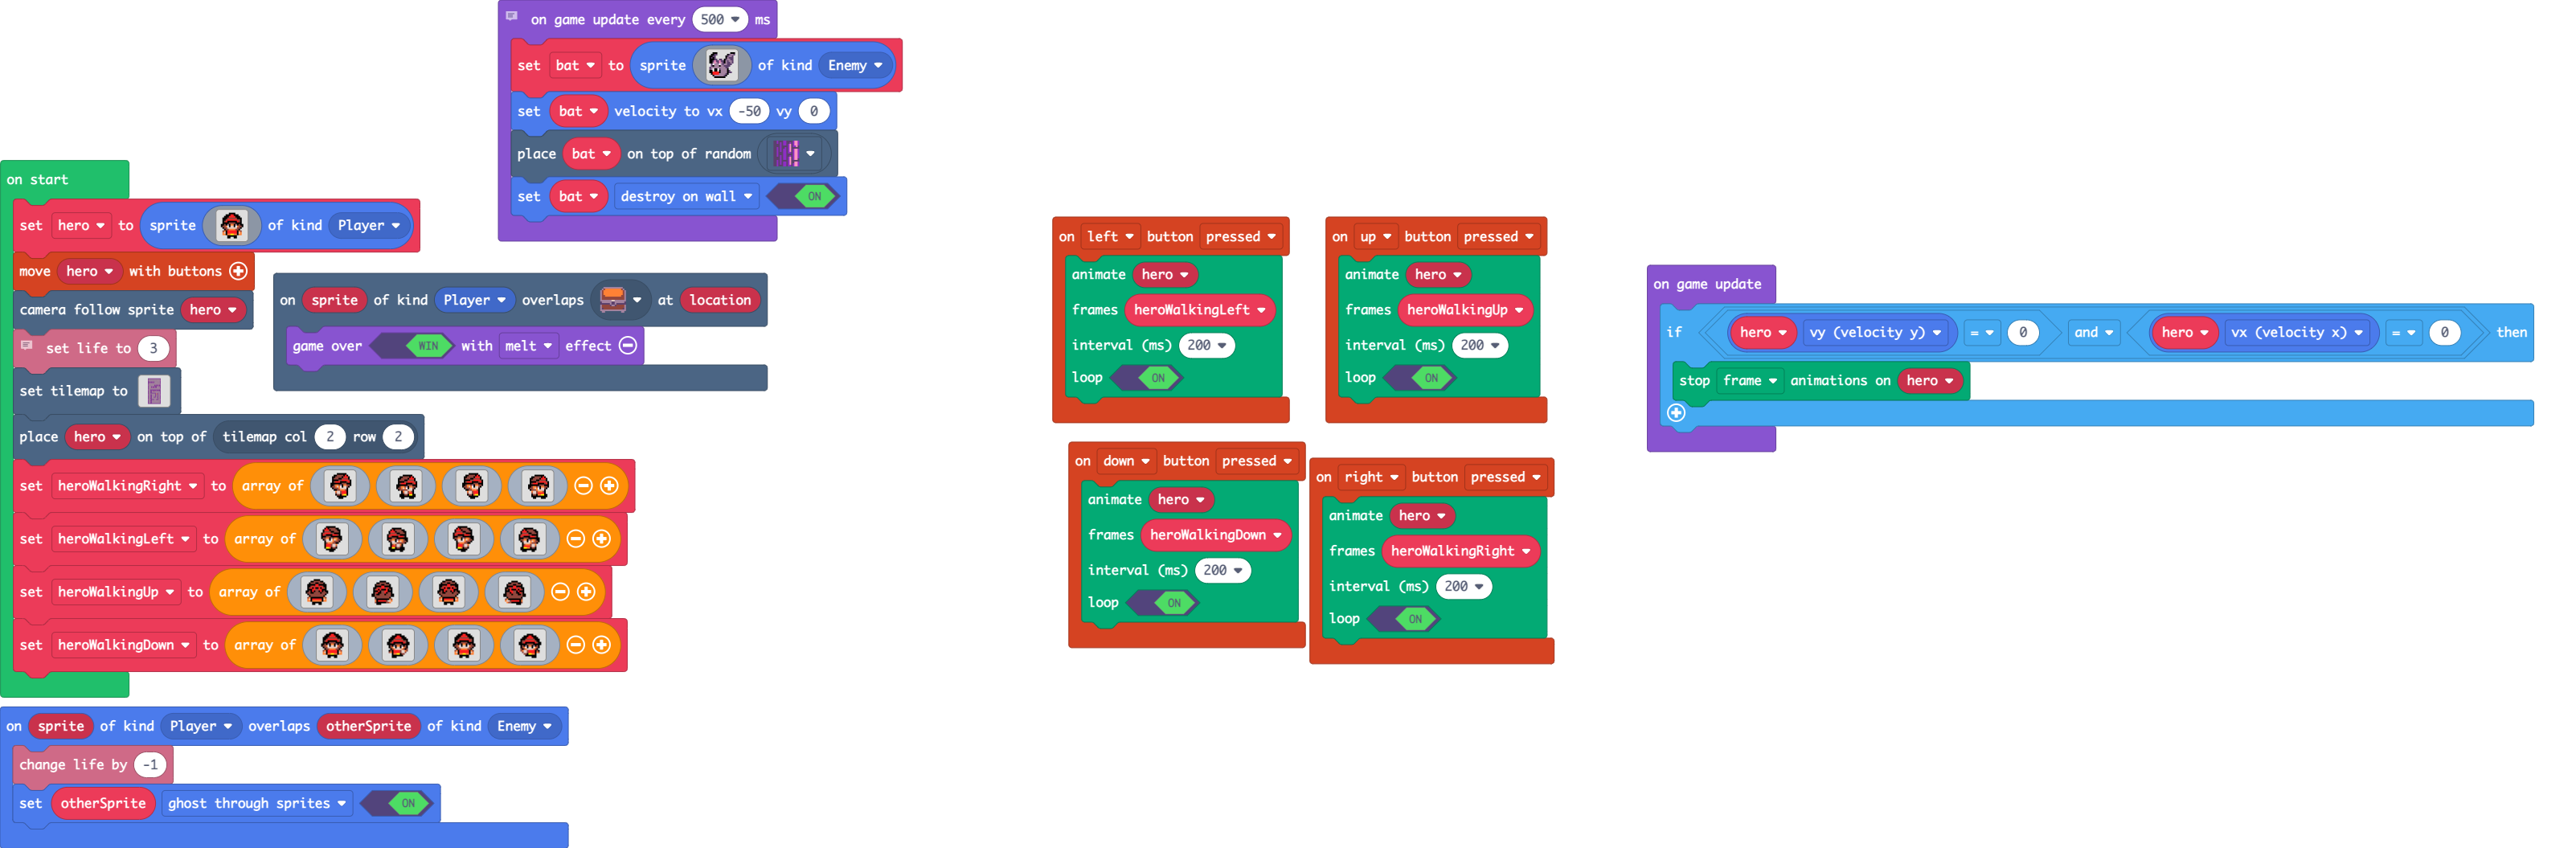 on game update every 500 ms
set bat to sprite of kind Enemy
set bat velocity to vx -50 vy 0
place bat on top of random
set bat destroy on wall ON
on start
set hero to sprite of kind Player
move hero with buttons
camera follow sprite hero
set life to 3
set tilemap to
place hero on top of tilemap col 2 row 2
set heroWalkingRight to array of
set heroWalkingLeft to array of
set heroWalkingUp to array of
set heroWalkingDown to array of
on sprite of kind Player overlaps at location
game over WIN with melt effect
on sprite of kind Player overlaps otherSprite of kind Enemy
change life by -1
set otherSprite ghost through sprites ON
on left button pressed
animate hero
frames heroWalkingLeft
interval (ms) 200
loop ON
on up button pressed
animate hero
frames heroWalkingUp
interval (ms) 200
loop ON
on down button pressed
animate hero
frames heroWalkingDown
interval (ms) 200
loop ON
on right button pressed
animate hero
frames heroWalkingRight
interval (ms) 200
loop ON
on game update
if hero vy (velocity y) = 0 and hero vx (velocity x) = 0 then
stop frame animations on hero